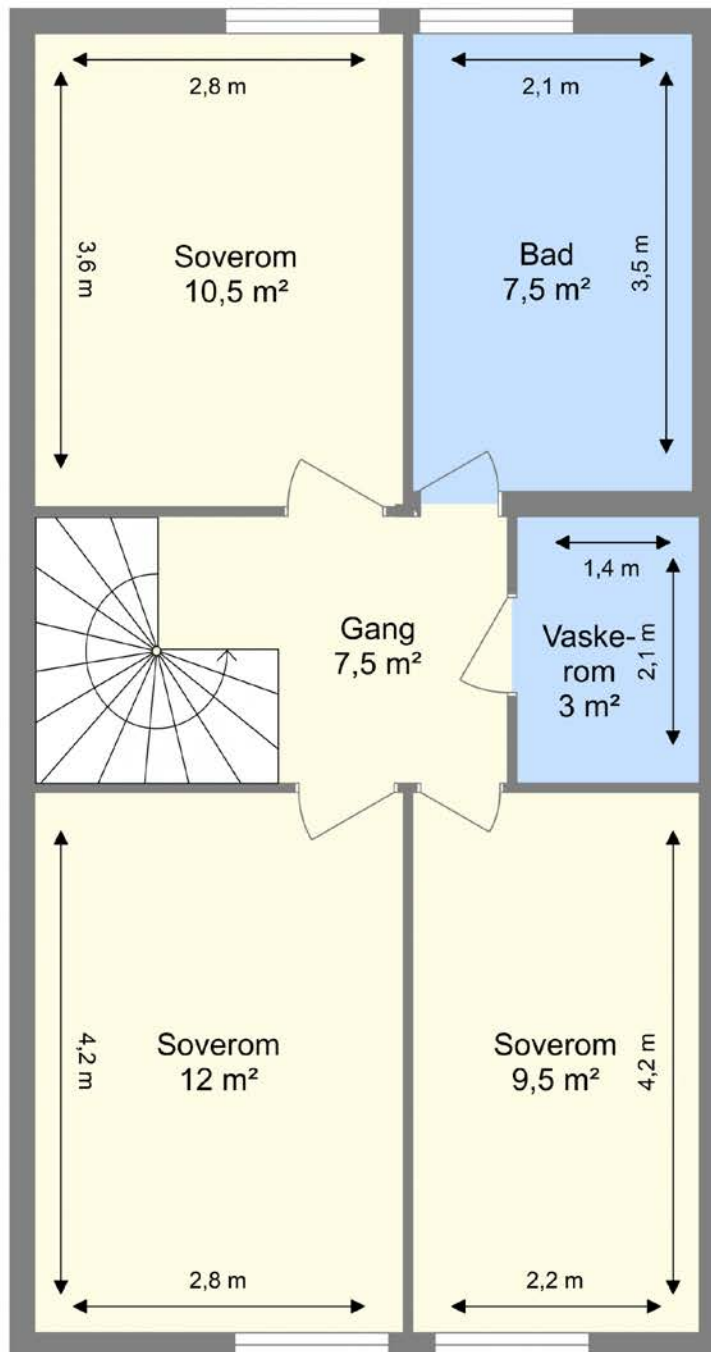 2,8 m
2,1 m
3,6 m
Soverom
10,5 m²
Bad
7,5 m²
3,5 m
Gang
7,5 m²
1,4 m
Vaske-
rom
3 m²
2,1 m
4,2 m
Soverom
12 m²
Soverom
9,5 m²
4,2 m
2,8 m
2,2 m